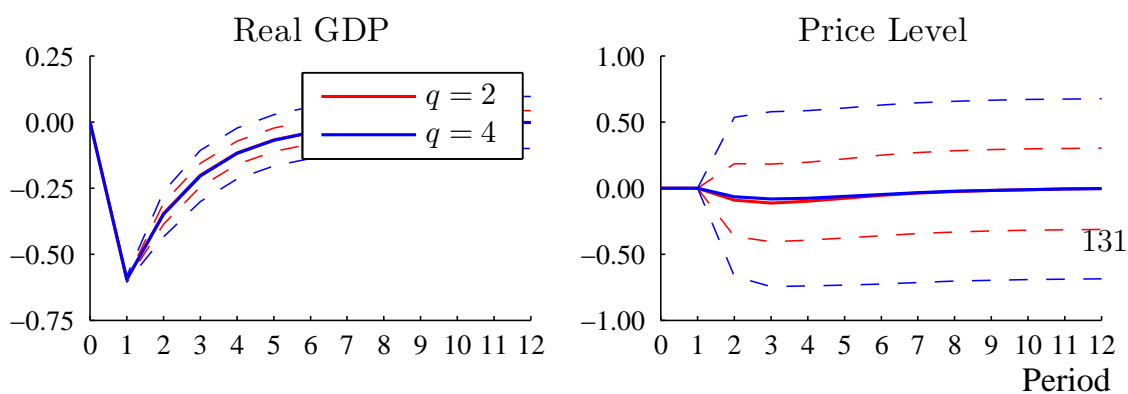 Real GDP
0.25
0.00
−0.25
−0.50
−0.75
0 1 2 3 4 5 6 7 8 9 10 11 12
q = 2
q = 4
Price Level
1.00
0.50
0.00
−0.50
−1.00
0 1 2 3 4 5 6 7 8 9 10 11 12
131
Period